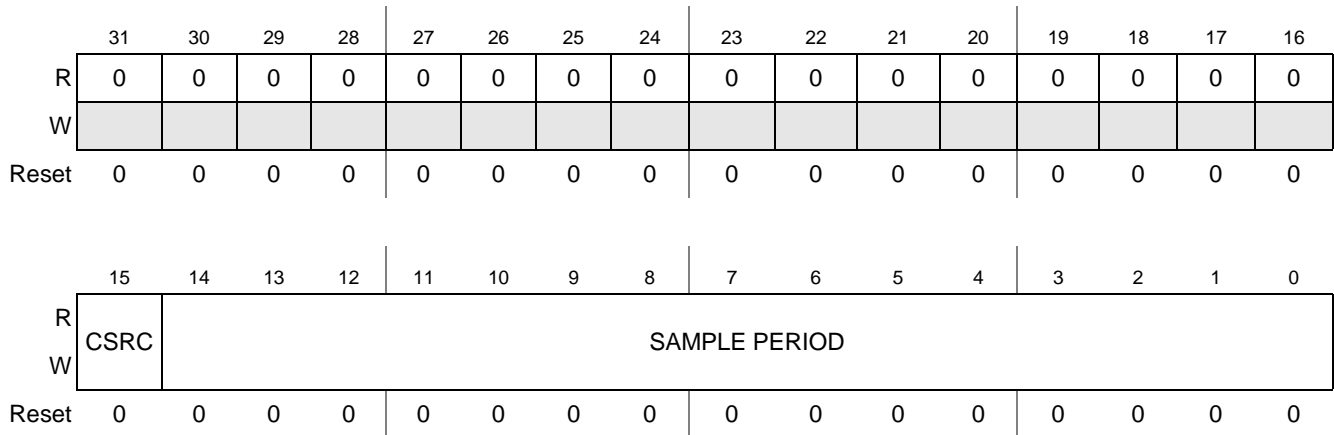 31 30 29 28 27 26 25 24 23 22 21 20 19 18 17 16
R 0 0 0 0 0 0 0 0 0 0 0 0 0 0 0 0
W
Reset 0 0 0 0 0 0 0 0 0 0 0 0 0 0 0 0
15 14 13 12 11 10 9 8 7 6 5 4 3 2 1 0
R
CSRC SAMPLE PERIOD
W
Reset 0 0 0 0 0 0 0 0 0 0 0 0 0 0 0 0